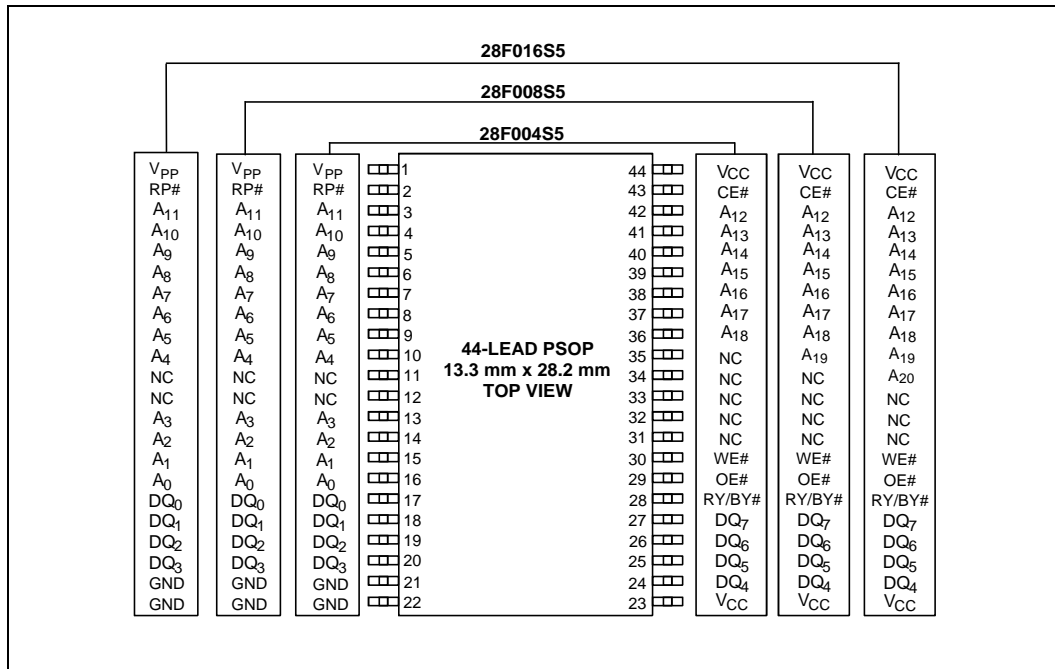 28F016S5
28F008S5
28F004S5
VPP VPP VPP 1 44 VCC VCC VCC
RP# RP# RP# 2 43 CE# CE# CE#
A11 A11 A11 3 42 A12 A12 A12
A10 A10 A10 4 41 A13 A13 A13
A9 A9 A9 5 40 A14 A14 A14
A8 A8 A8 6 39 A15 A15 A15
A7 A7 A7 7 38 A16 A16 A16
A6 A6 A6 8 37 A17 A17 A17
A5 A5 A5 9 36 A18 A18 A18
A4 A4 A4 10 35 NC A19 A19
NC NC NC 11 34 NC NC A20
NC NC NC 12 33 NC NC NC
A3 A3 A3 13 32 NC NC NC
A2 A2 A2 14 31 NC NC NC
A1 A1 A1 15 30 WE# WE# WE#
A0 A0 A0 16 29 OE# OE# OE#
DQ0 DQ0 DQ0 17 28 RY/BY# RY/BY# RY/BY#
DQ1 DQ1 DQ1 18 27 DQ7 DQ7 DQ7
DQ2 DQ2 DQ2 19 26 DQ6 DQ6 DQ6
DQ3 DQ3 DQ3 20 25 DQ5 DQ5 DQ5
GND GND GND 21 24 DQ4 DQ4 DQ4
GND GND GND 22 23 VCC VCC VCC
44-LEAD PSOP
13.3 mm x 28.2 mm
TOP VIEW